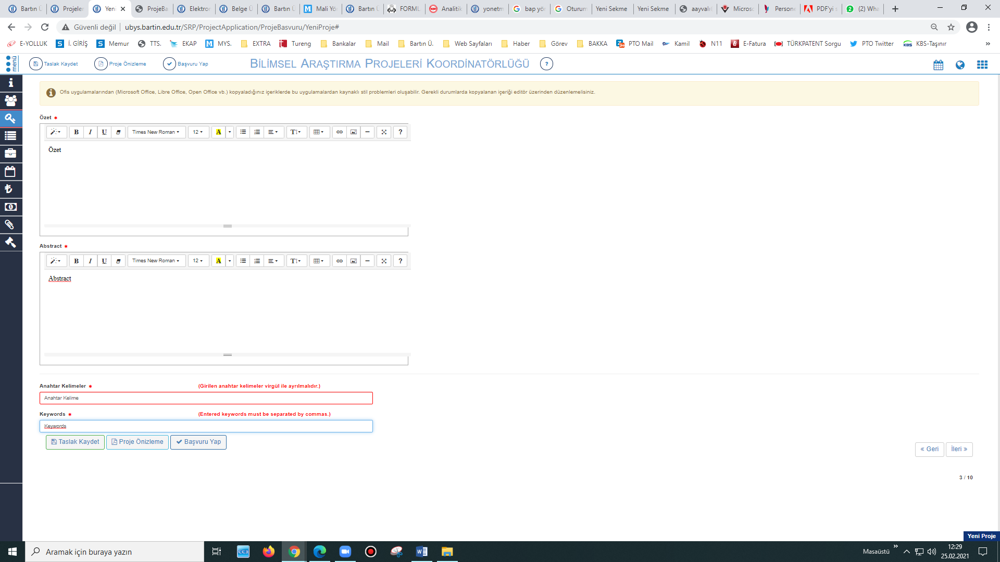 Bartın Ü
Projeler
Yeni
ProjeBa
Elektron
Belge Ü
Bartın Ü
Mali Yö
Bartın Ü
FORML
Analitik
yonetm
bap yör
Oturum
Yeni Sekme
Yeni Sekme
aayvalı
Microso
Persone
PDF'yi s
(2) Wha
Güvenli değil
ubys.bartin.edu.tr/SRP/ProjectApplication/ProjeBasvuru/YeniProje#
E-YOLLUK
İ. GİRİŞ
Memur
TTS.
EKAP
MYS.
EXTRA
Tureng
Bankalar
Mail
Bartın Ü.
Web Sayfaları
Haber
Görev
BAKKA
PTO Mail
Kamil
N11
E-Fatura
TÜRKPATENT Sorgu
PTO Twitter
KBS-Taşınır
menü
Taslak Kaydet
Proje Önizleme
Başvuru Yap
BİLİMSEL ARAŞTIRMA PROJELERİ KOORDİNATÖRLÜĞÜ
Ofis uygulamalarından (Microsoft Office, Libre Office, Open Office vb.) kopyaladığınız içeriklerde bu uygulamalardan kaynaklı stil problemleri oluşabilir. Gerekli durumlarda kopyalanan içeriği editör üzerinden düzenlemelisiniz.
Özet *
B I U Times New Roman 12 A T ?
Özet
Abstract *
B I U Times New Roman 12 A T ?
Abstract
Anahtar Kelimeler * (Girilen anahtar kelimeler virgül ile ayrılmalıdır.)
Anahtar Kelime
Keywords * (Entered keywords must be separated by commas.)
Keywords
Taslak Kaydet
Proje Önizleme
Başvuru Yap
« Geri
İleri »
3 / 10
Yeni Proje
Aramak için buraya yazın
Masaüstü
12:29
25.02.2021